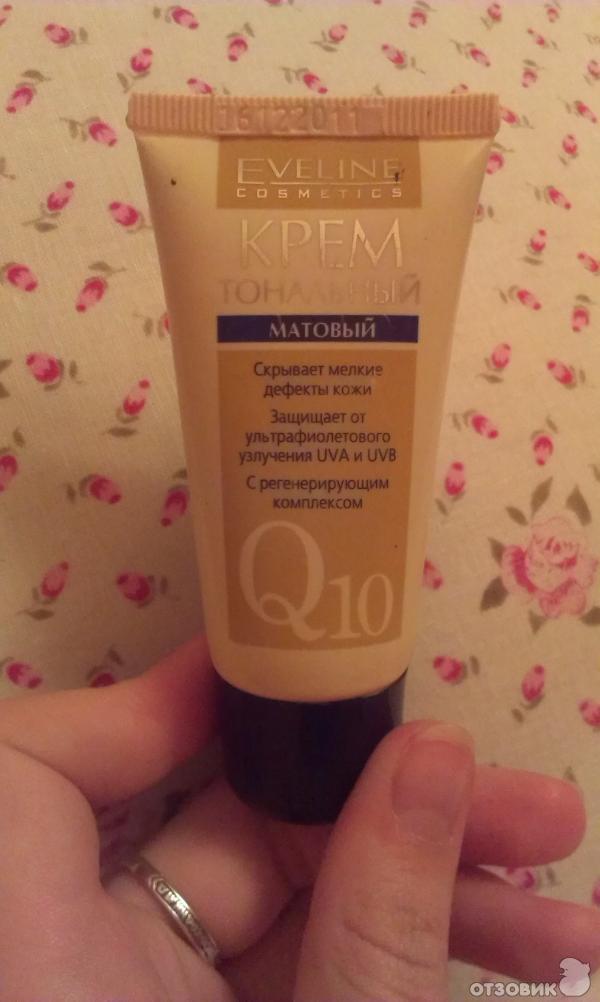 16122011
EVELINE
COSMETICS
КРЕМ
ТОНАЛЬНЫЙ
МАТОВЫЙ
Скрывает мелкие
дефекты кожи
Защищает от
ультрафиолетового
узлучения UVA и UVB
С регенерирующим
комплексом
Q10
ОТЗОВИК